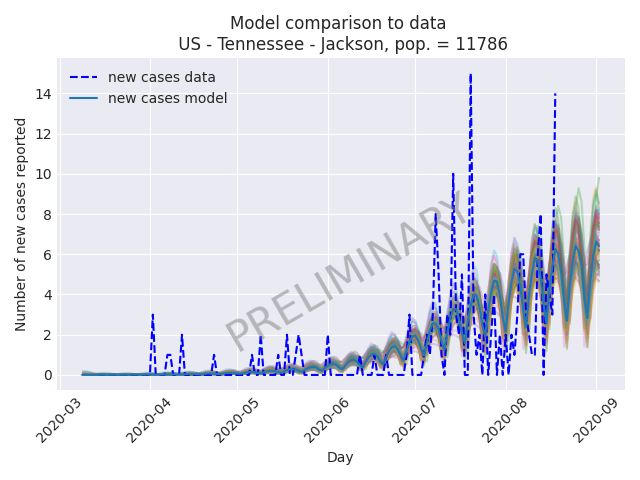 Model comparison to data
US - Tennessee - Jackson, pop. = 11786
new cases data
new cases model
14
12
10
8
6
4
2
0
Number of new cases reported
PRELIMINARY
2020-03
2020-04
2020-05
2020-06
2020-07
2020-08
2020-09
Day